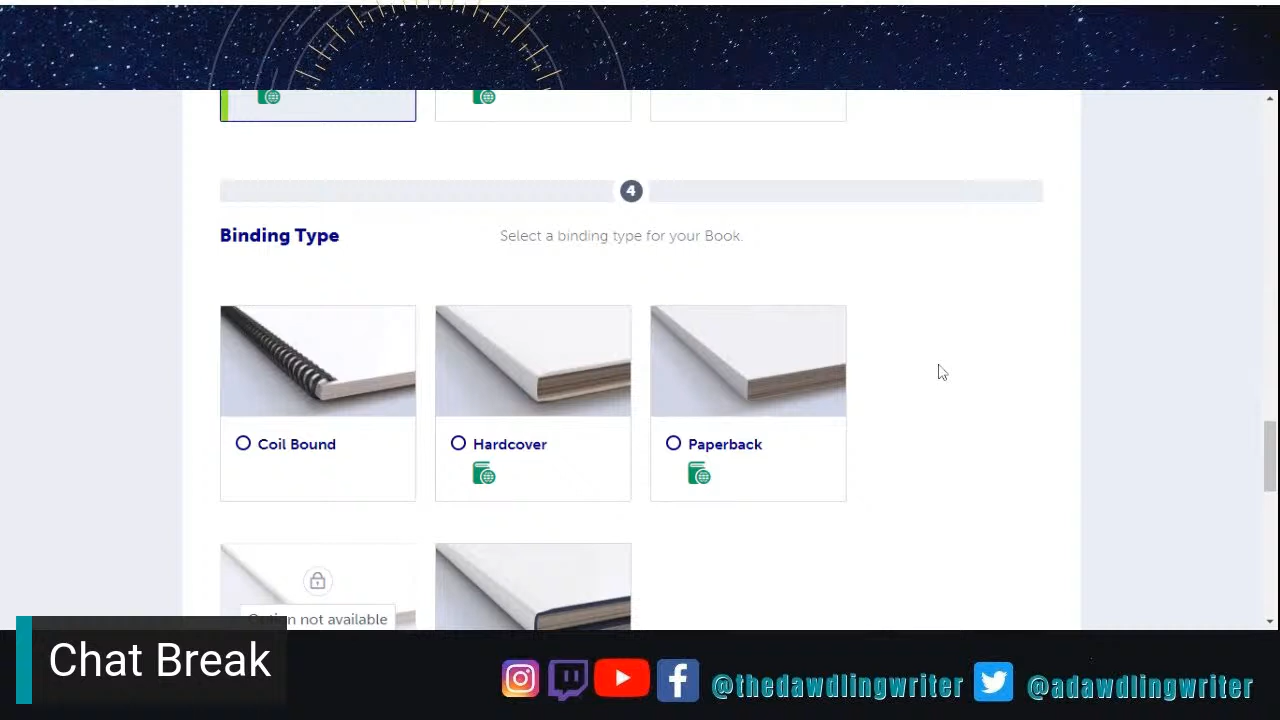 4
Binding Type
Select a binding type for your Book.
Coil Bound
Hardcover
Paperback
Option not available
Chat Break
@thedawdlingwriter
@adawdlingwriter